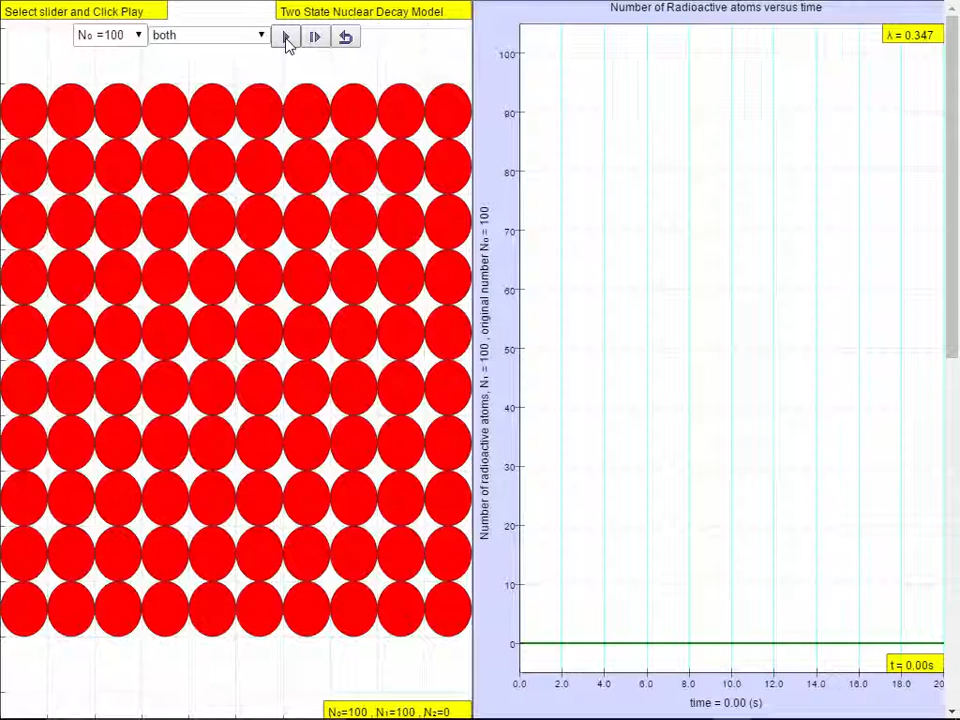 Select slider and Click Play
Two State Nuclear Decay Model
N₀ =100
both
N₀=100 , N₁=100 , N₂=0
Number of Radioactive atoms versus time
λ = 0.347
Number of radioactive atoms, N₁ = 100 , original number N₀ = 100
100
90
80
70
60
50
40
30
20
10
0
t = 0.00s
0.0 2.0 4.0 6.0 8.0 10.0 12.0 14.0 16.0 18.0 20
time = 0.00 (s)